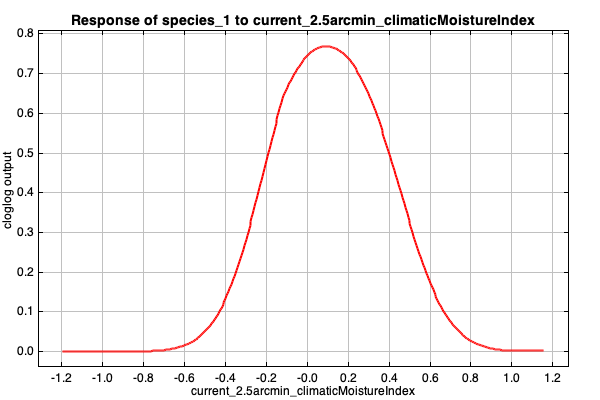 Response of species_1 to current_2.5arcmin_climaticMoistureIndex
0.8
0.7
0.6
0.5
0.4
0.3
0.2
0.1
0.0
cloglog output
-1.2 -1.0 -0.8 -0.6 -0.4 -0.2 -0.0 0.2 0.4 0.6 0.8 1.0 1.2
current_2.5arcmin_climaticMoistureIndex